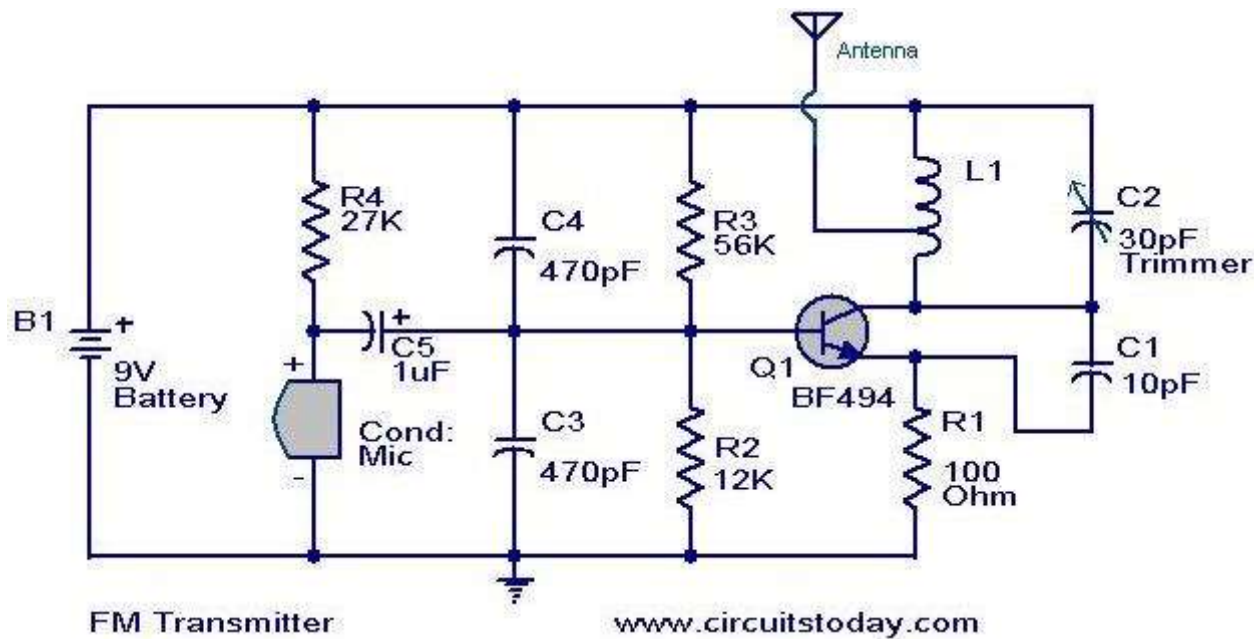 Antenna
R4
27K
C4
470pF
R3
56K
L1
C2
30pF
Trimmer
B1
+
9V
Battery
+
C5
1uF
+
-
Cond:
Mic
C3
470pF
R2
12K
Q1
BF494
R1
100
Ohm
C1
10pF
FM Transmitter
www.circuitstoday.com